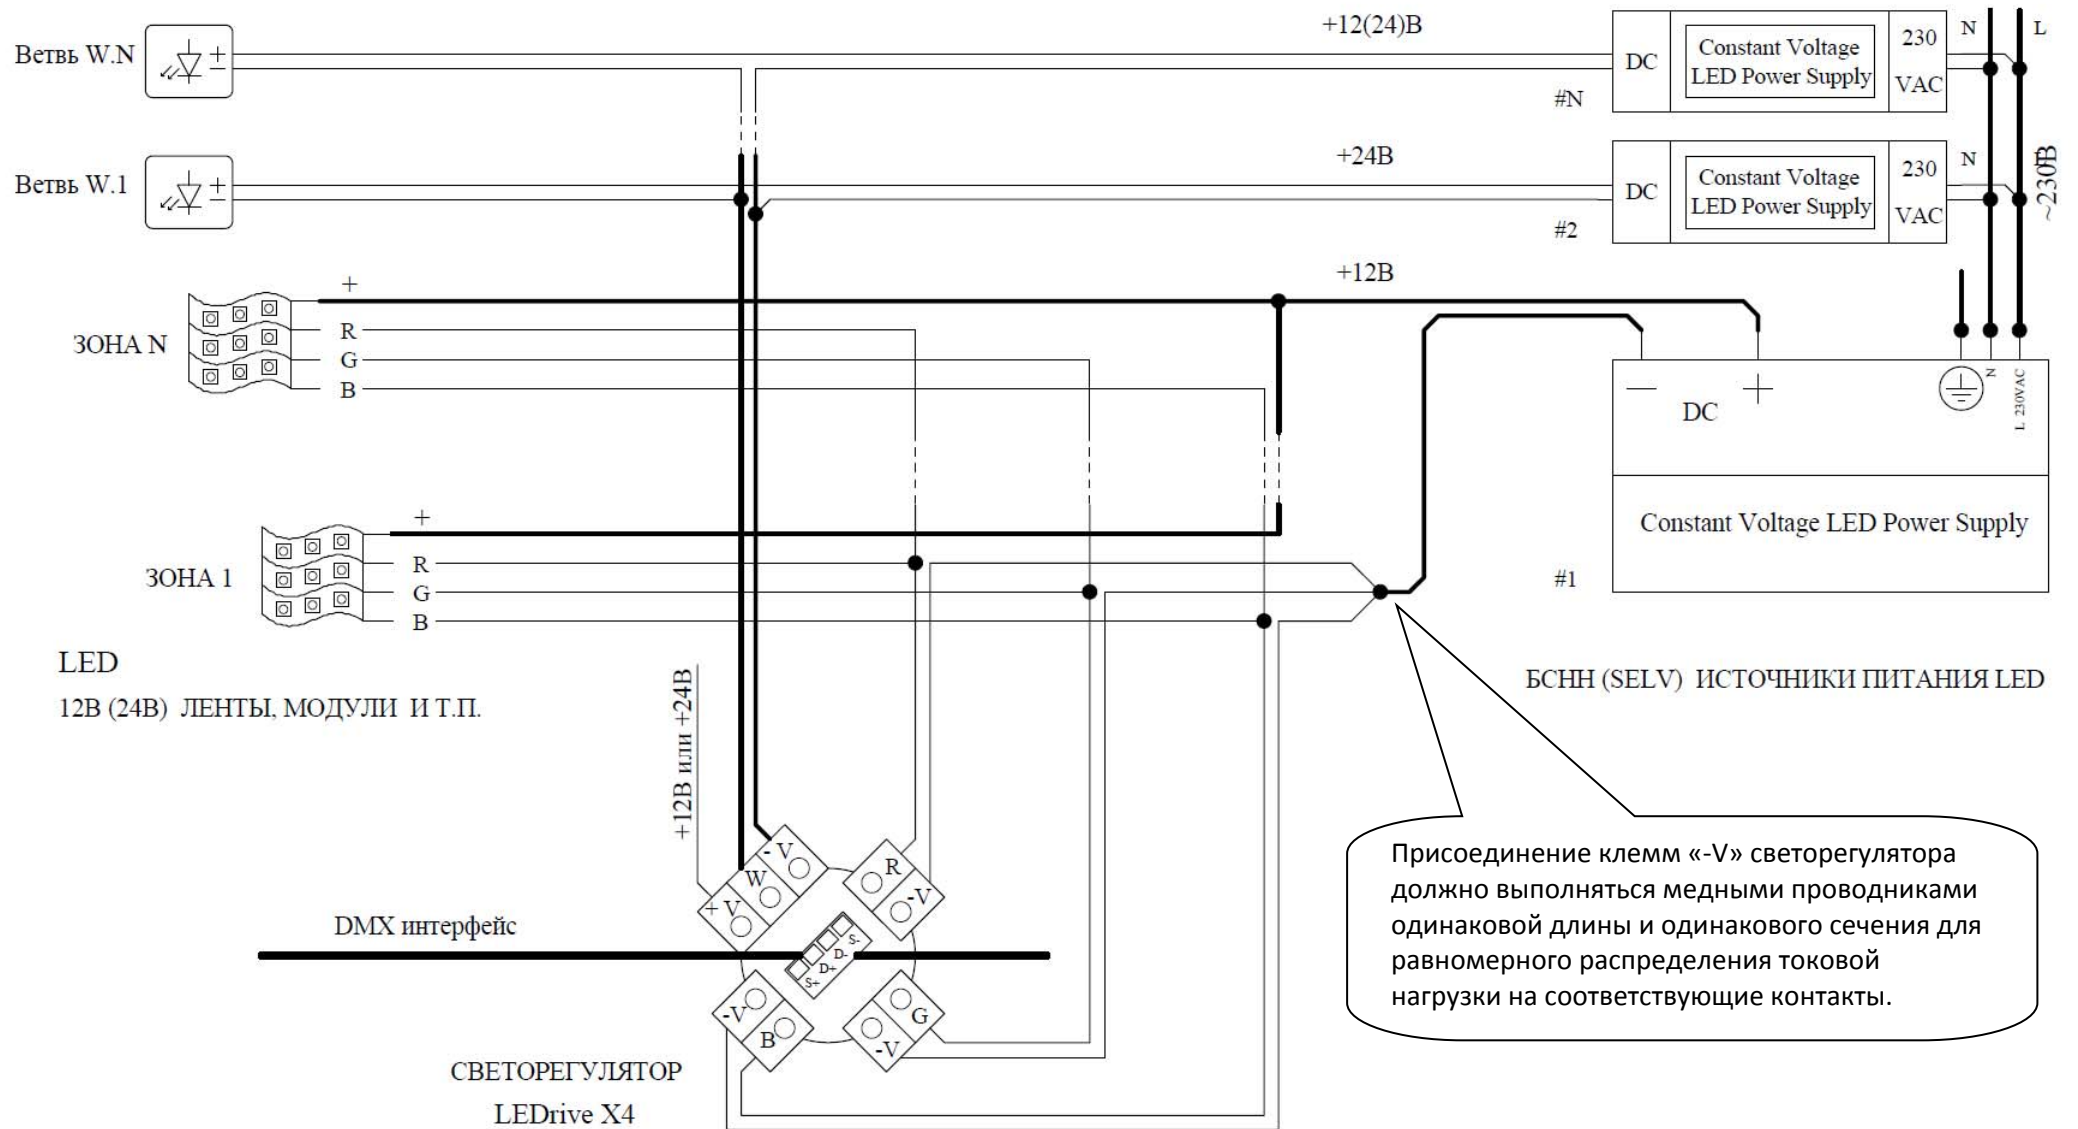 +12(24)В
Ветвь W.N
+
−
DC
Constant Voltage
LED Power Supply
230
VAC
N
L
#N
+24В
Ветвь W.1
+
−
DC
Constant Voltage
LED Power Supply
230
VAC
N
~230В
#2
+12В
ЗОНА N
+
R
G
B
−
DC
+
N
L 230VAC
Constant Voltage LED Power Supply
#1
ЗОНА 1
+
R
G
B
LED
12В (24В) ЛЕНТЫ, МОДУЛИ И Т.П.
БСНН (SELV) ИСТОЧНИКИ ПИТАНИЯ LED
+12В или +24В
Присоединение клемм «-V» светорегулятора
должно выполняться медными проводниками
одинаковой длины и одинакового сечения для
равномерного распределения токовой
нагрузки на соответствующие контакты.
- V
W
+ V
R
-V
DMX интерфейс
S-
D-
D+
S+
-V
B
G
-V
СВЕТОРЕГУЛЯТОР
LEDrive X4